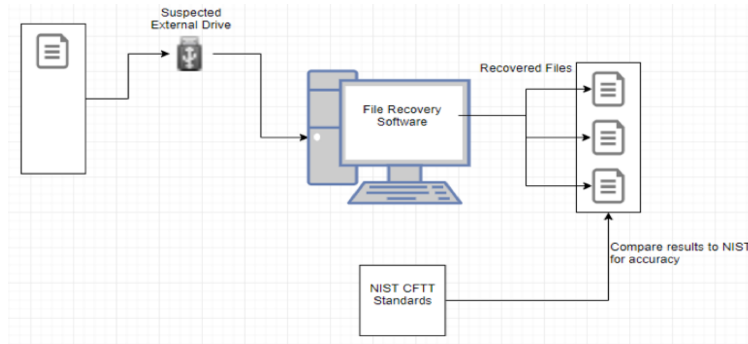 Suspected
External Drive
Recovered Files
File Recovery
Software
Compare results to NIST
for accuracy
NIST CFTT
Standards